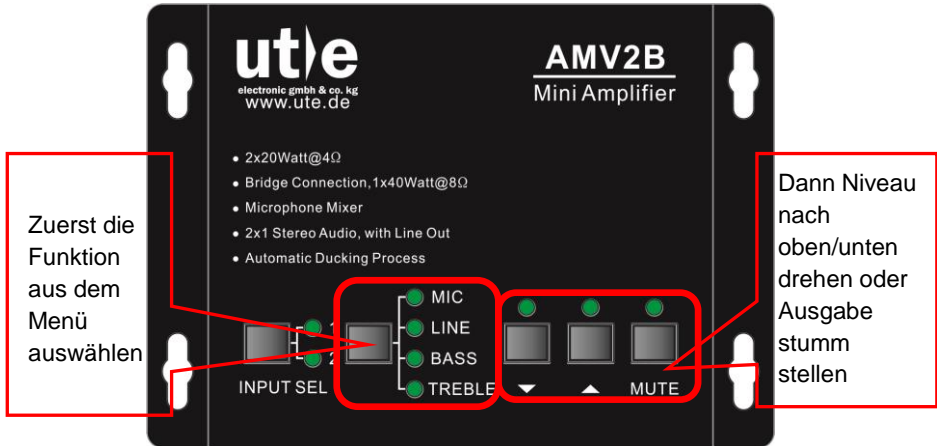 ut e
electronic gmbh & co. kg
www.ute.de
AMV2B
Mini Amplifier
• 2x20Watt@4Ω
• Bridge Connection,1x40Watt@8Ω
• Microphone Mixer
• 2x1 Stereo Audio, with Line Out
• Automatic Ducking Process
Zuerst die
Funktion
aus dem
Menü
auswählen
Dann Niveau
nach
oben/unten
drehen oder
Ausgabe
stumm
stellen
1
2
INPUT SEL
MIC
LINE
BASS
TREBLE
▼ ▲ MUTE